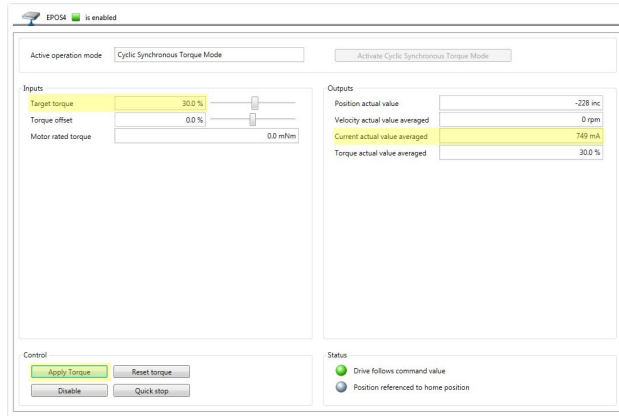 EPOS4 is enabled
Active operation mode Cyclic Synchronous Torque Mode Activate Cyclic Synchronous Torque Mode
Inputs
Target torque 30.0 %
Torque offset 0.0 %
Motor rated torque 0.0 mNm
Outputs
Position actual value -228 inc
Velocity actual value averaged 0 rpm
Current actual value averaged 749 mA
Torque actual value averaged 30.0 %
Control
Apply Torque Reset torque
Disable Quick stop
Status
Drive follows command value
Position referenced to home position